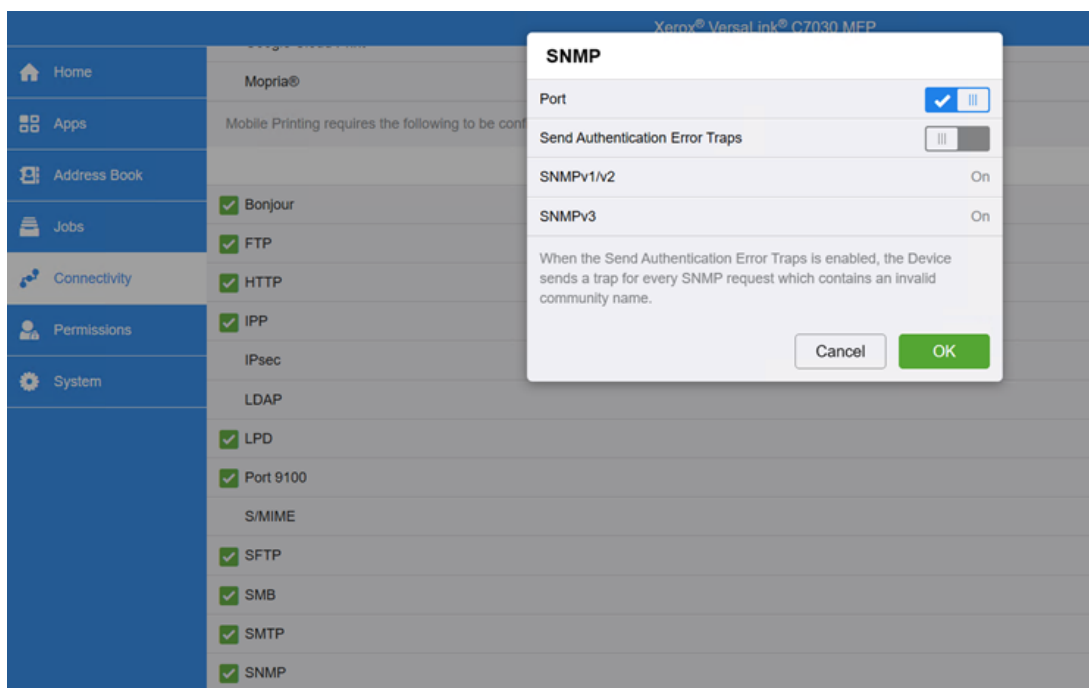 Xerox® VersaLink® C7030 MFP
Home
Apps
Address Book
Jobs
Connectivity
Permissions
System
Mopria®
Mobile Printing requires the following to be conf
Bonjour
FTP
HTTP
IPP
IPsec
LDAP
LPD
Port 9100
S/MIME
SFTP
SMB
SMTP
SNMP
SNMP
Port
Send Authentication Error Traps
SNMPv1/v2 On
SNMPv3 On
When the Send Authentication Error Traps is enabled, the Device
sends a trap for every SNMP request which contains an invalid
community name.
Cancel OK